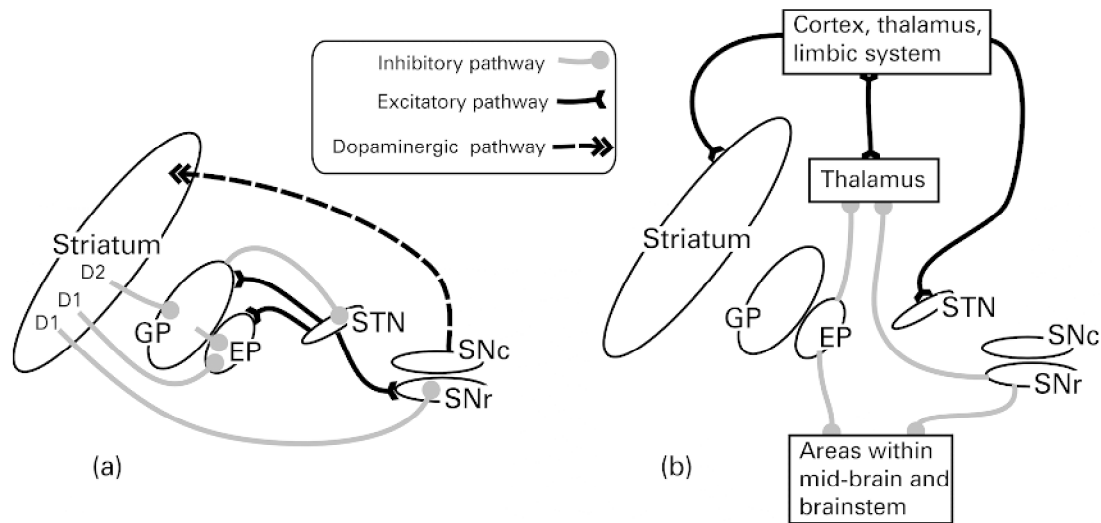 Inhibitory pathway
Excitatory pathway
Dopaminergic pathway
Striatum
D2
D1
D1
GP
EP
STN
SNc
SNr
(a)
Cortex, thalamus,
limbic system
Thalamus
Striatum
GP
EP
STN
SNc
SNr
Areas within
mid-brain and
brainstem
(b)